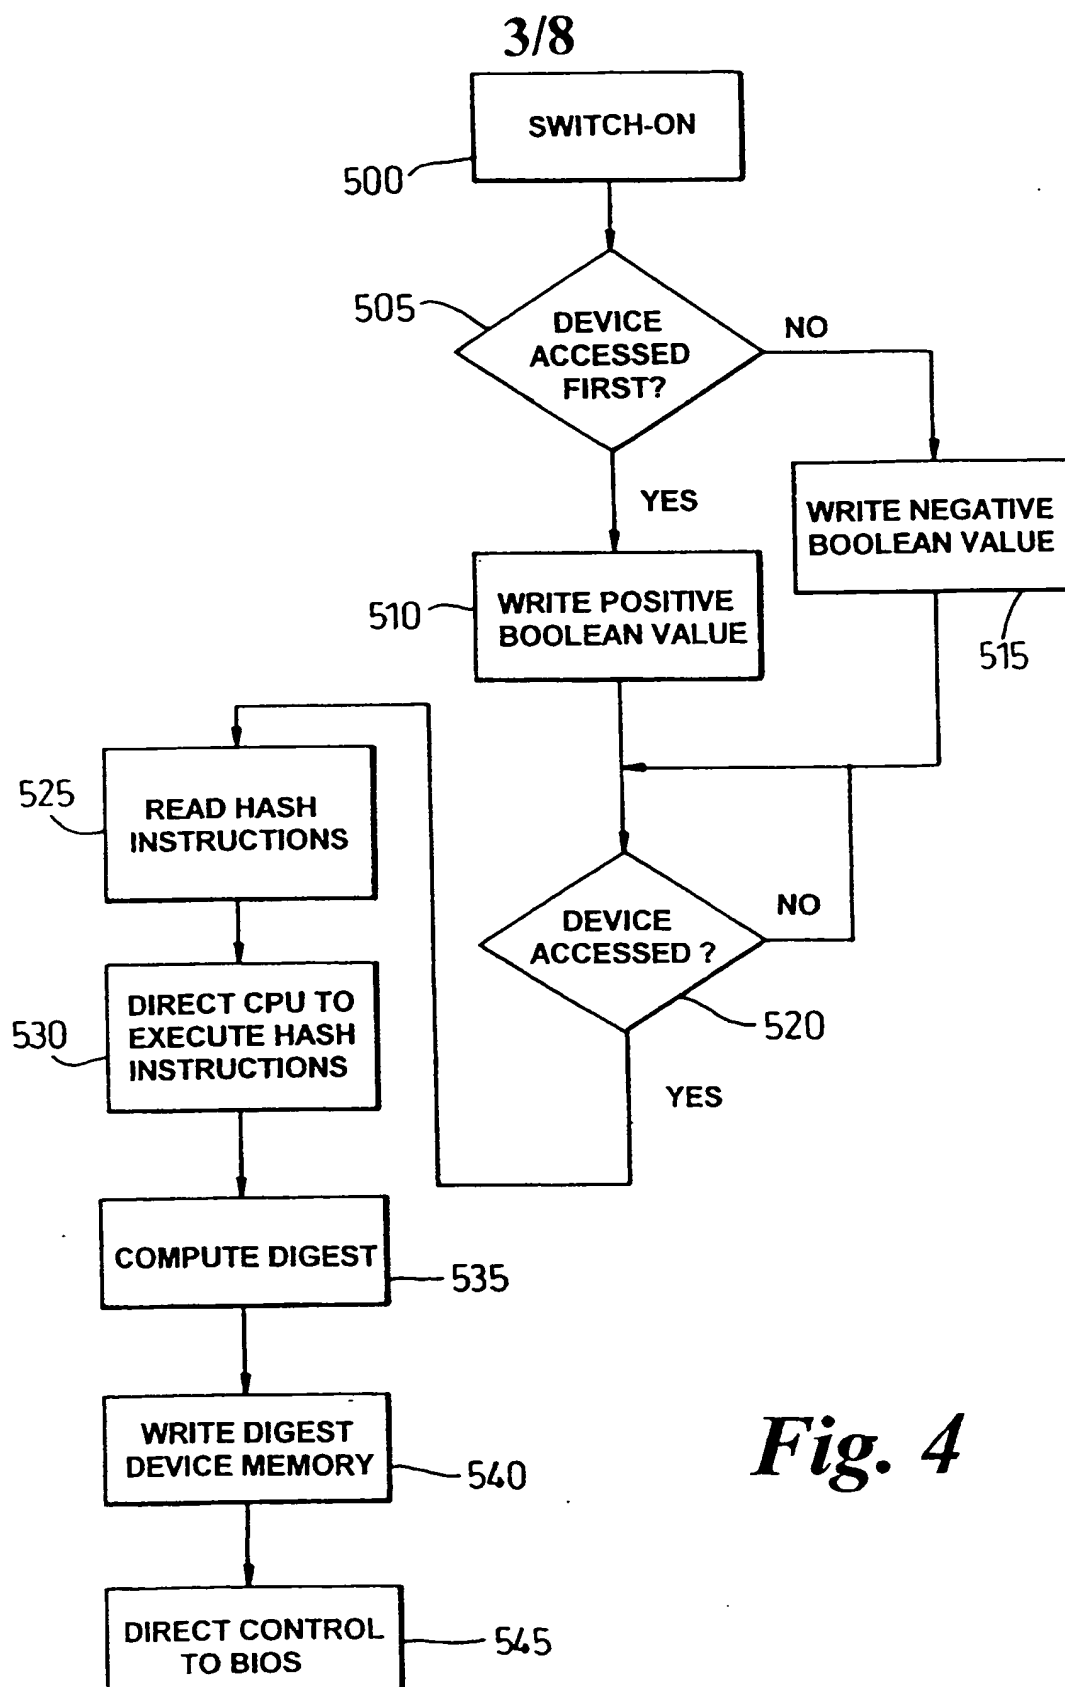 3/8
SWITCH-ON
500
505
DEVICE
ACCESSED
FIRST?
NO
YES
WRITE NEGATIVE
BOOLEAN VALUE
515
510
WRITE POSITIVE
BOOLEAN VALUE
525
READ HASH
INSTRUCTIONS
DEVICE
ACCESSED ?
NO
520
YES
530
DIRECT CPU TO
EXECUTE HASH
INSTRUCTIONS
COMPUTE DIGEST
535
WRITE DIGEST
DEVICE MEMORY
540
DIRECT CONTROL
TO BIOS
545
Fig. 4